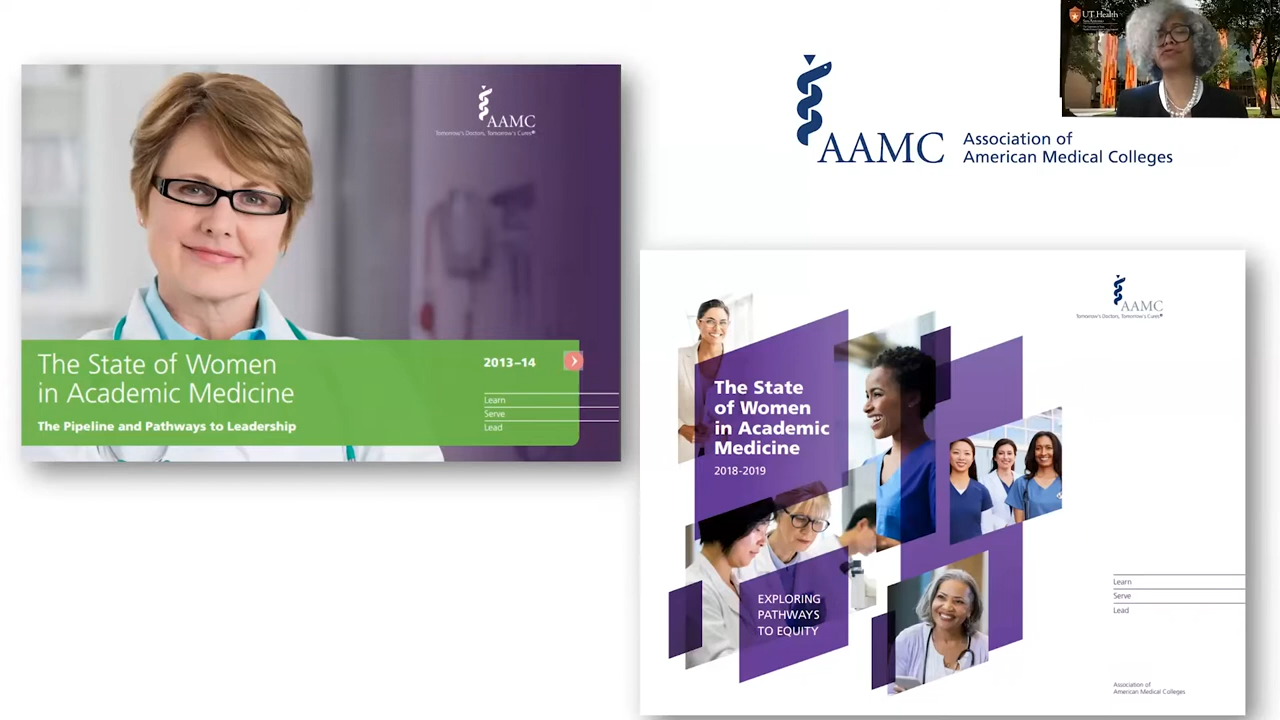 AAMC
Tomorrow's Doctors, Tomorrow's Cures®
The State of Women
in Academic Medicine
The Pipeline and Pathways to Leadership
2013–14
Learn
Serve
Lead
AAMC
Association of
American Medical Colleges
UT Health
San Antonio
AAMC
Tomorrow's Doctors, Tomorrow's Cures®
The State
of Women
in Academic
Medicine
2018-2019
EXPLORING
PATHWAYS
TO EQUITY
Learn
Serve
Lead
Association of
American Medical Colleges